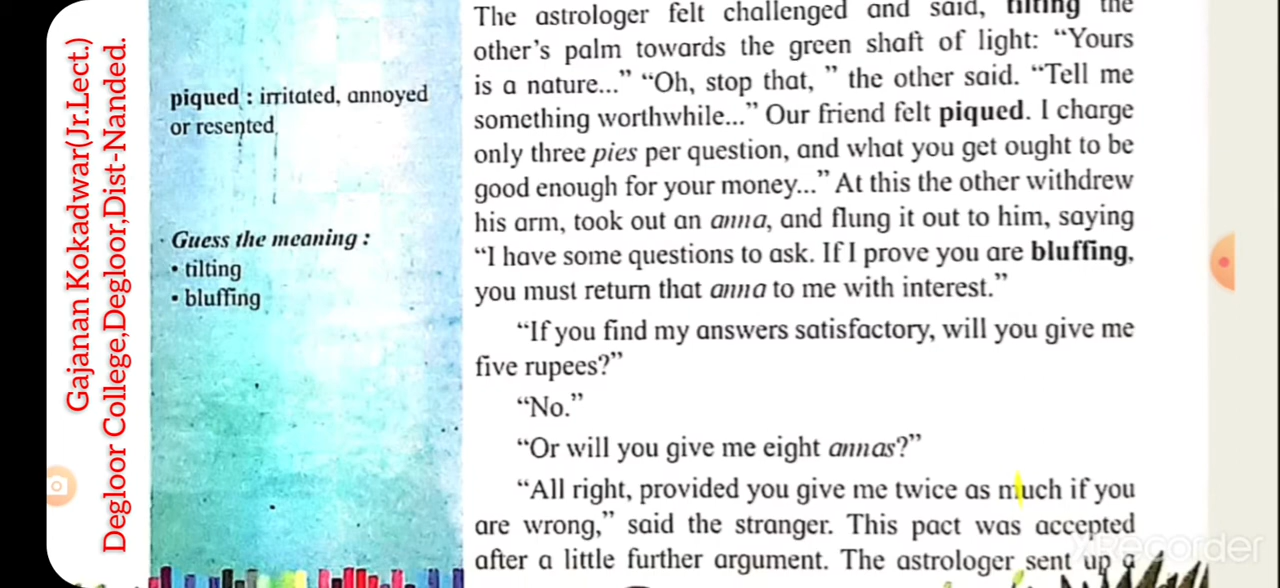 Gajanan Kokadwar(Jr.Lect.)
Degloor College,Degloor,Dist-Nanded.
piqued : irritated, annoyed
or resented
Guess the meaning :
• tilting
• bluffing
The astrologer felt challenged and said, tilting the
other's palm towards the green shaft of light: “Yours
is a nature...” “Oh, stop that, ” the other said. “Tell me
something worthwhile...” Our friend felt piqued. I charge
only three pies per question, and what you get ought to be
good enough for your money...” At this the other withdrew
his arm, took out an anna, and flung it out to him, saying
“I have some questions to ask. If I prove you are bluffing,
you must return that anna to me with interest.”
“If you find my answers satisfactory, will you give me
five rupees?”
“No.”
“Or will you give me eight annas?”
“All right, provided you give me twice as much if you
are wrong,” said the stranger. This pact was accepted
after a little further argument. The astrologer sent up a
XRecorder